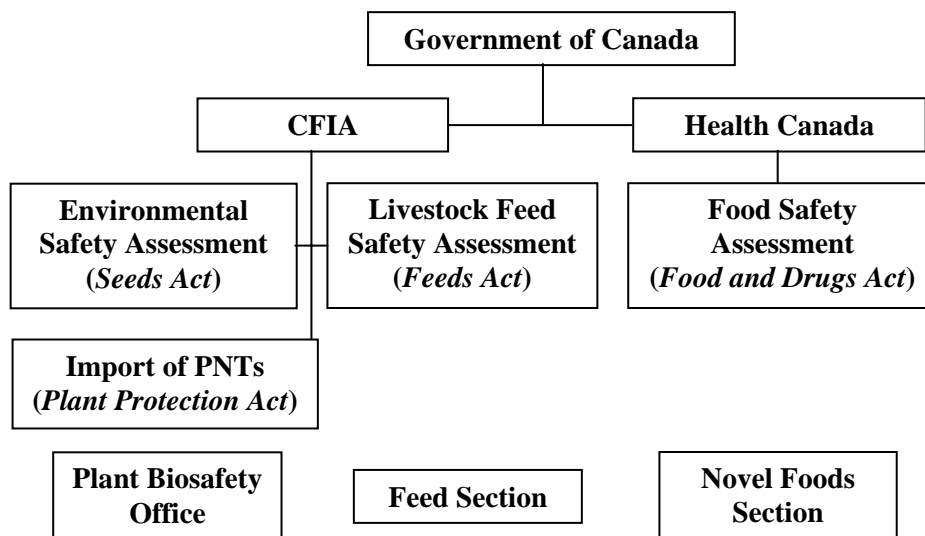 Government of Canada
CFIA
Health Canada
Environmental
Safety Assessment
(Seeds Act)
Livestock Feed
Safety Assessment
(Feeds Act)
Food Safety
Assessment
(Food and Drugs Act)
Import of PNTs
(Plant Protection Act)
Plant Biosafety
Office
Feed Section
Novel Foods
Section